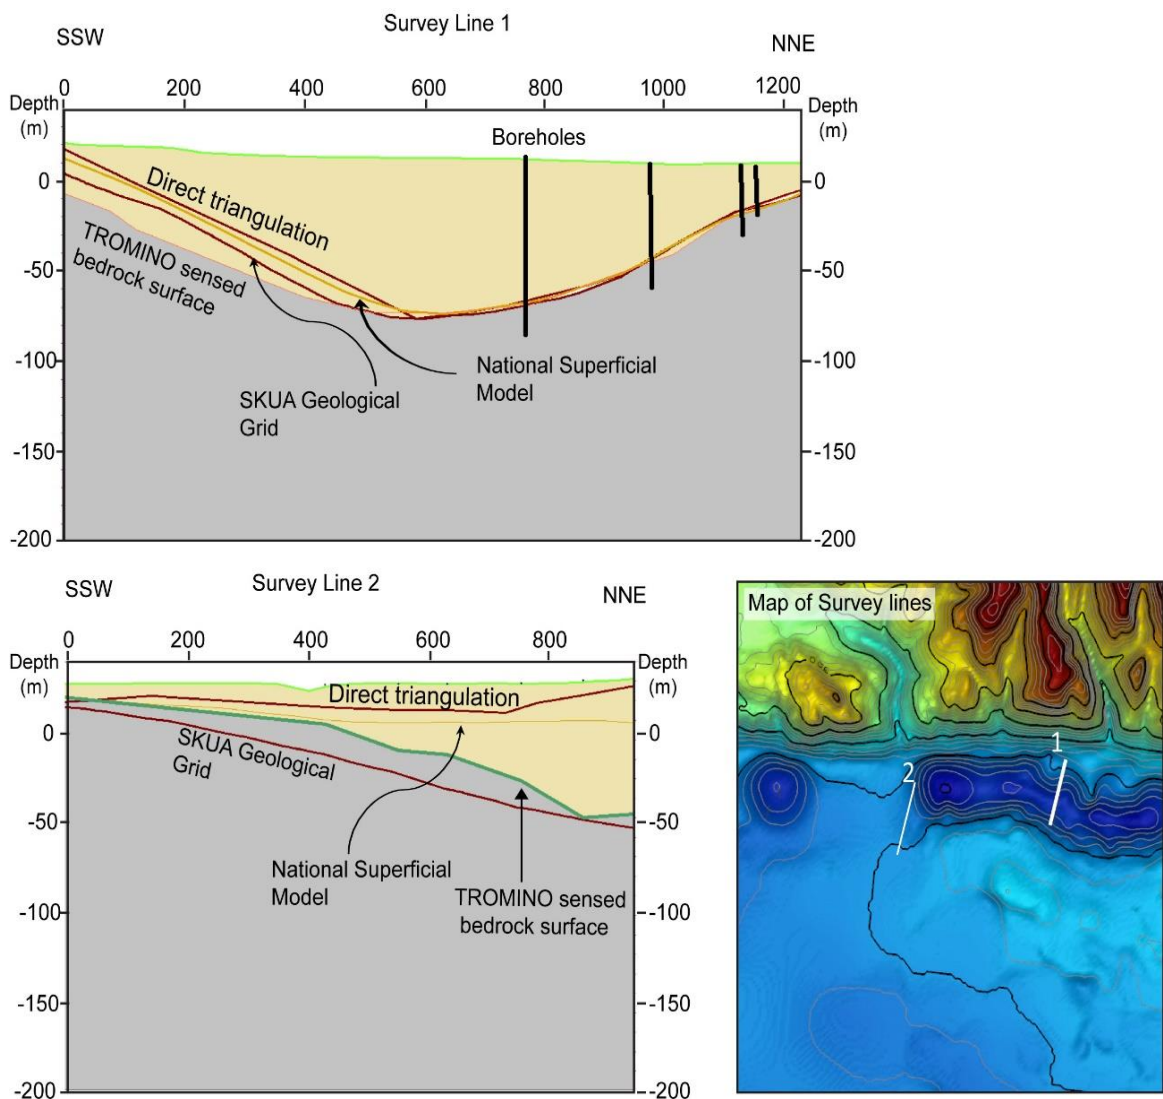 Survey Line 1
SSW
NNE
0 200 400 600 800 1000 1200
Depth
(m)
Depth
(m)
Boreholes
0
-50
-100
-150
-200
0
-50
-100
-150
-200
Direct triangulation
TROMINO sensed
bedrock surface
National Superficial
Model
SKUA Geological
Grid
Survey Line 2
SSW
NNE
0 200 400 600 800
Depth
(m)
Depth
(m)
0
-50
-100
-150
-200
0
-50
-100
-150
-200
Direct triangulation
SKUA Geological
Grid
National Superficial
Model
TROMINO sensed
bedrock surface
Map of Survey lines
1
2